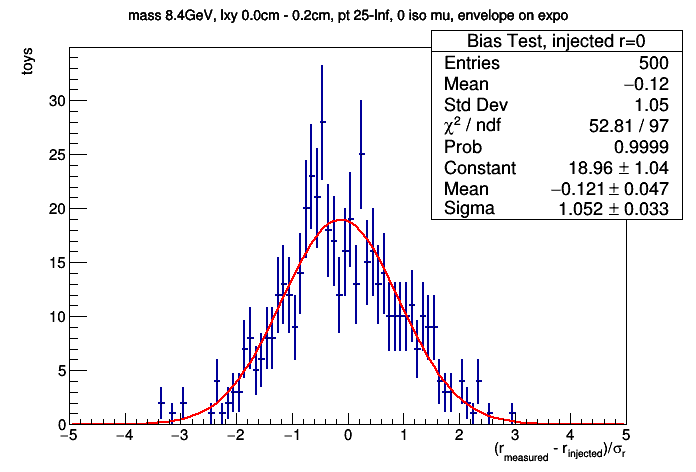 mass 8.4GeV, lxy 0.0cm - 0.2cm, pt 25-Inf, 0 iso mu, envelope on expo
toys
Bias Test, injected r=0
Entries 500
Mean −0.12
Std Dev 1.05
χ² / ndf 52.81 / 97
Prob 0.9999
Constant 18.96 ± 1.04
Mean −0.121 ± 0.047
Sigma 1.052 ± 0.033
30
25
20
15
10
5
0
−5 −4 −3 −2 −1 0 1 2 3 4 5
(r_measured - r_injected)/σ_r